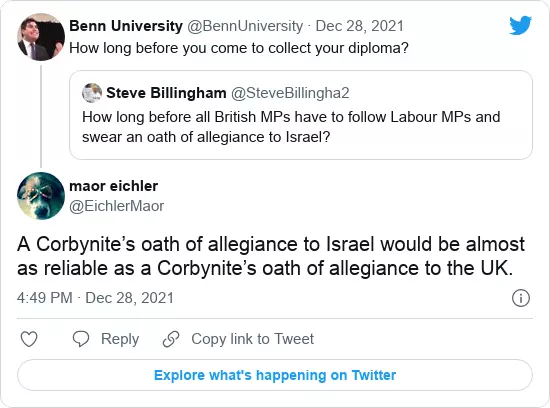 Benn University @BennUniversity · Dec 28, 2021
How long before you come to collect your diploma?
Steve Billingham @SteveBillingha2
How long before all British MPs have to follow Labour MPs and
swear an oath of allegiance to Israel?
maor eichler
@EichlerMaor
A Corbynite’s oath of allegiance to Israel would be almost
as reliable as a Corbynite’s oath of allegiance to the UK.
4:49 PM · Dec 28, 2021
Reply
Copy link to Tweet
Explore what's happening on Twitter